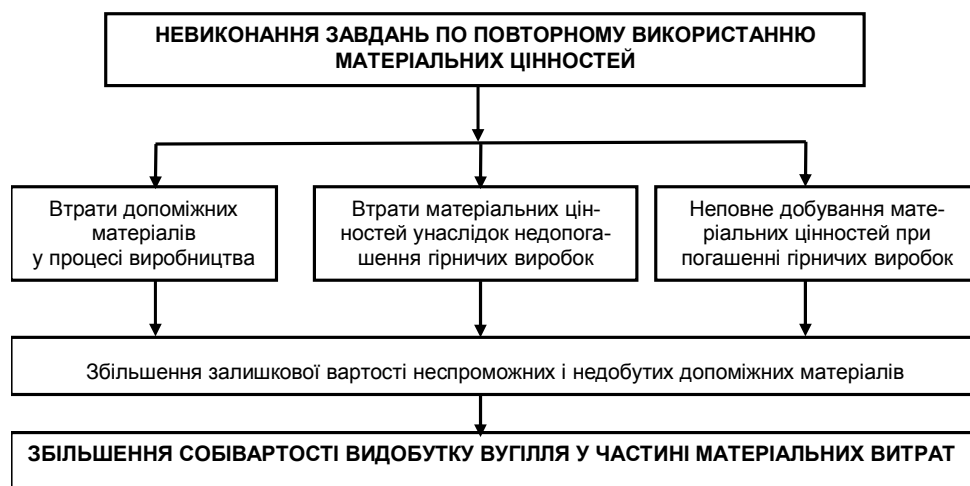 НЕВИКОНАННЯ ЗАВДАНЬ ПО ПОВТОРНОМУ ВИКОРИСТАННЮ
МАТЕРІАЛЬНИХ ЦІННОСТЕЙ
Втрати допоміжних
матеріалів
у процесі виробництва
Втрати матеріальних цін-
ностей унаслідок недопога-
шення гірничих виробок
Неповне добування мате-
ріальних цінностей при
погашенні гірничих виробок
Збільшення залишкової вартості неспроможних і недобутих допоміжних матеріалів
ЗБІЛЬШЕННЯ СОБІВАРТОСТІ ВИДОБУТКУ ВУГІЛЛЯ У ЧАСТИНІ МАТЕРІАЛЬНИХ ВИТРАТ